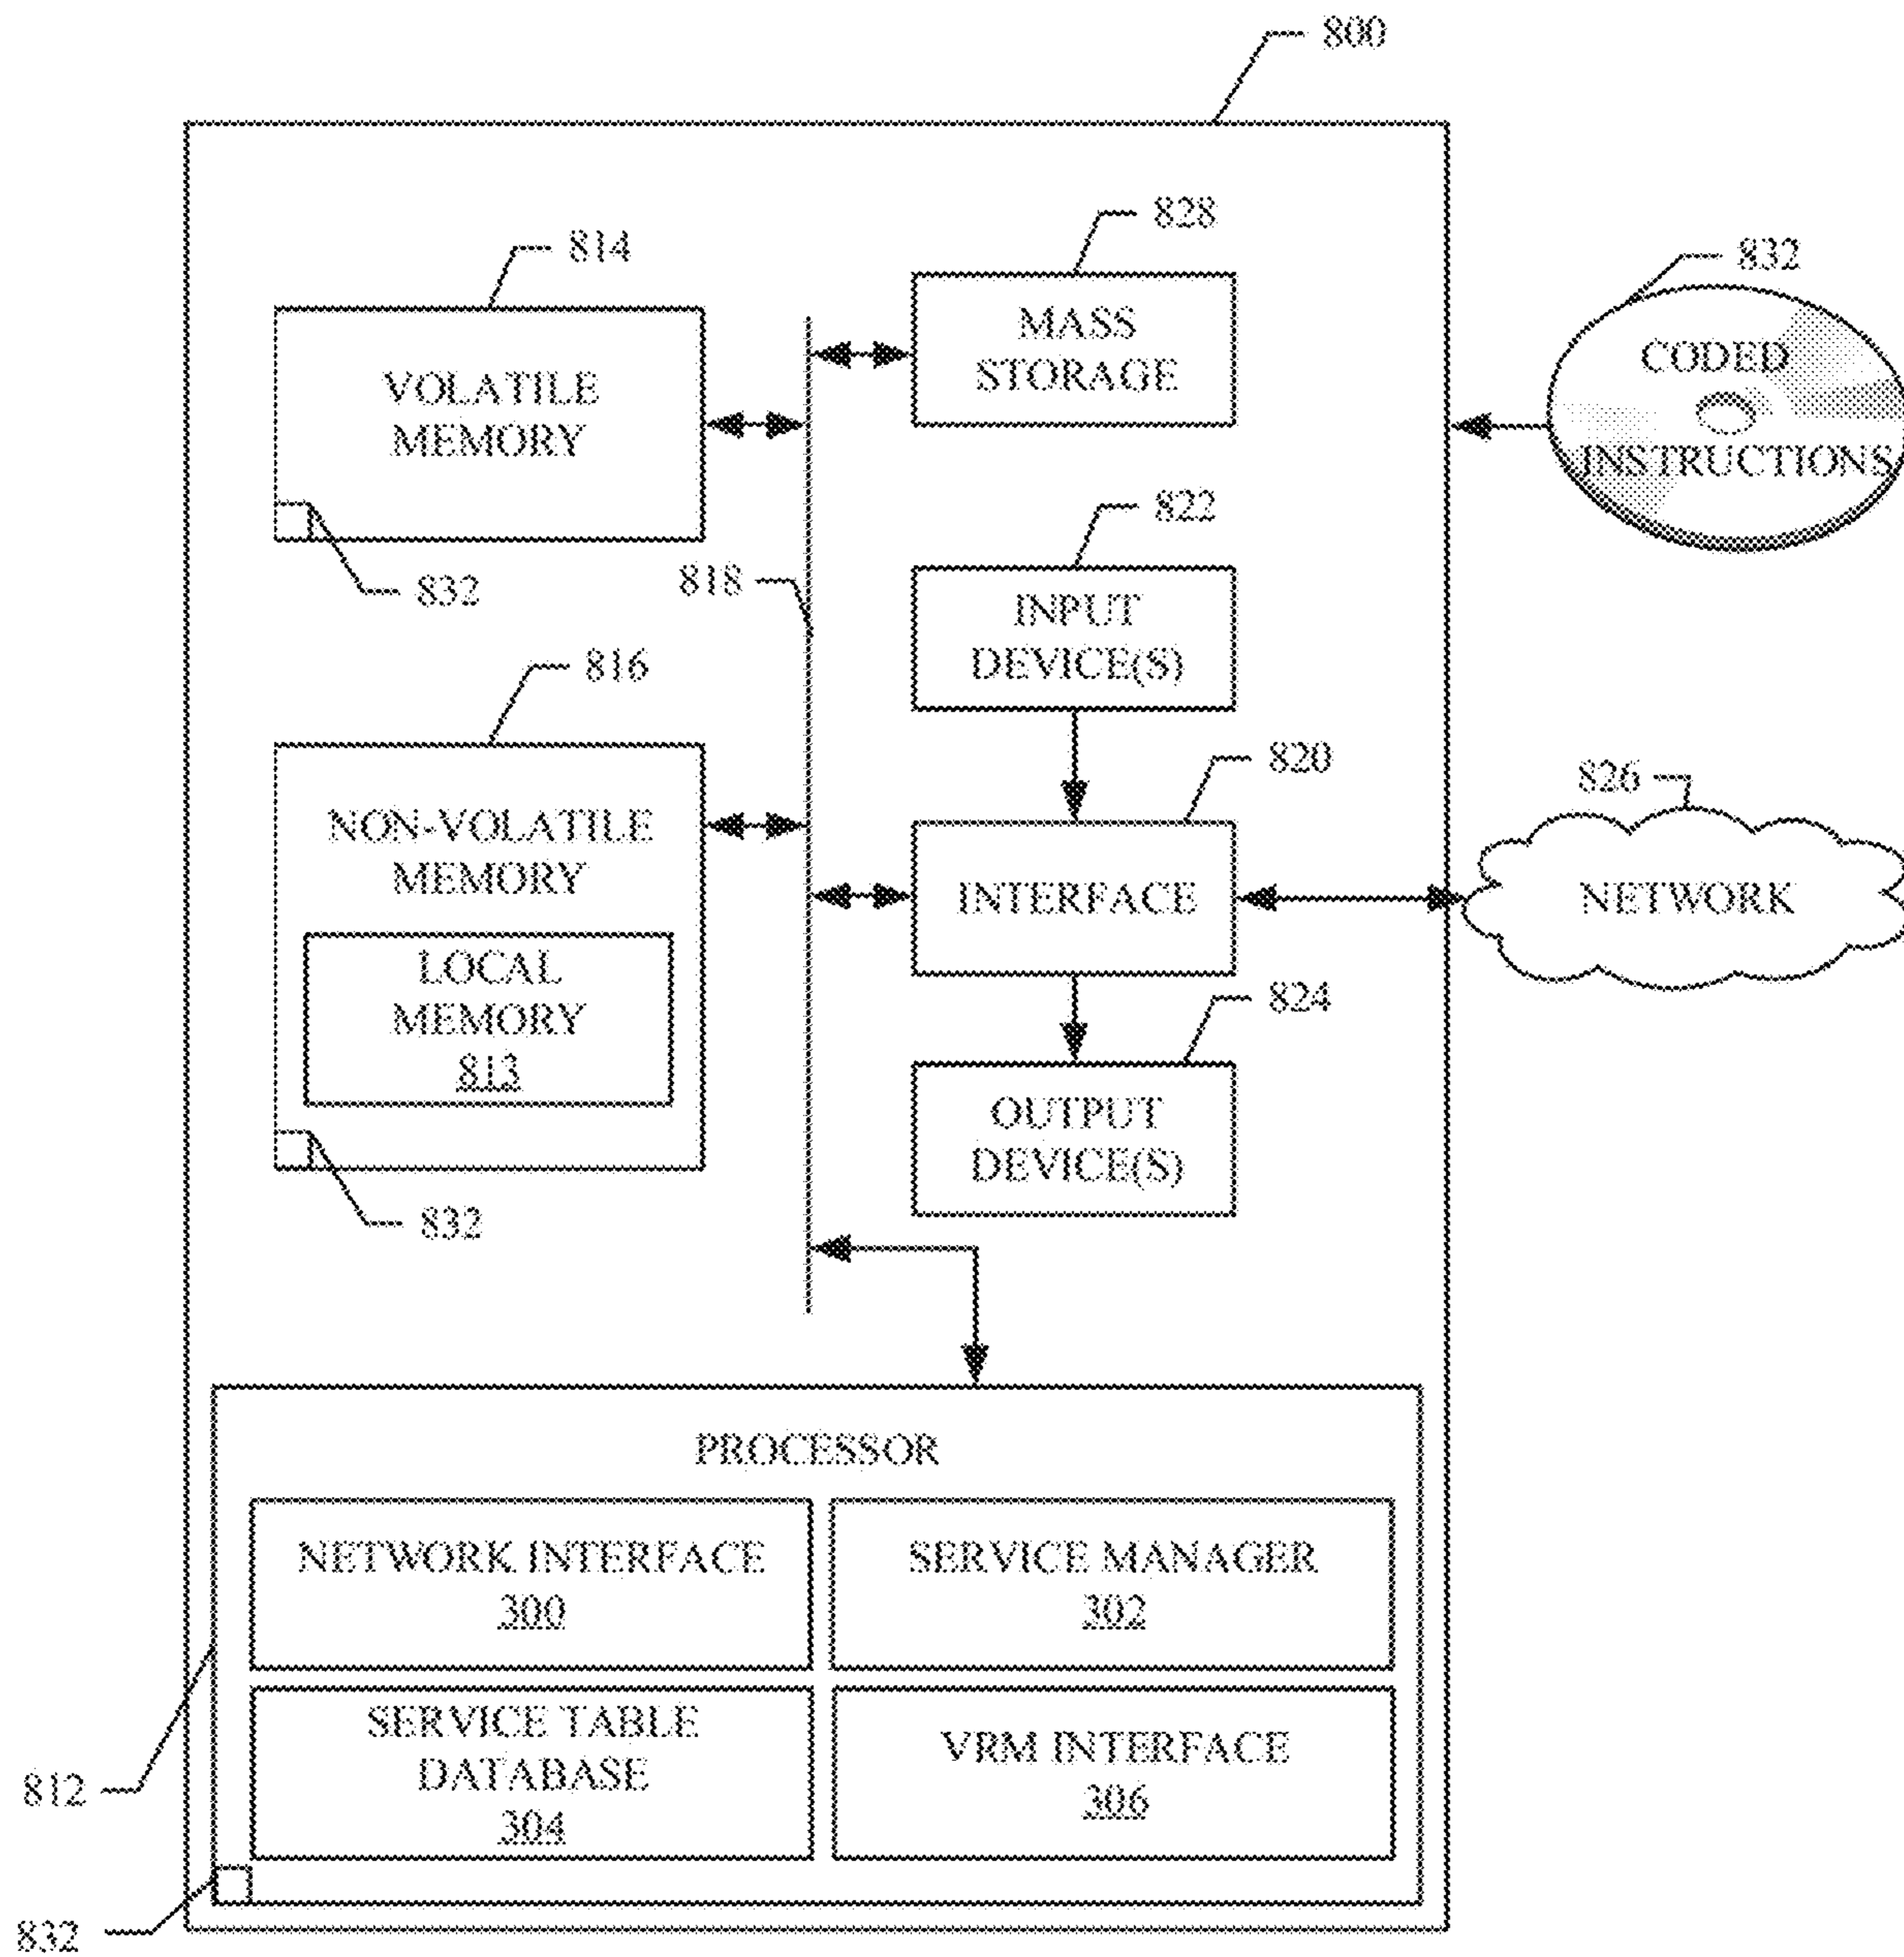 800
828
814
832
MASS
STORAGE
VOLATILE
MEMORY
CODED
INSTRUCTIONS
822
818
832
INPUT
DEVICE(S)
816
820
826
NON-VOLATILE
MEMORY
INTERFACE
NETWORK
LOCAL
MEMORY
813
824
OUTPUT
DEVICE(S)
832
PROCESSOR
NETWORK INTERFACE
300
SERVICE MANAGER
302
SERVICE TABLE
DATABASE
304
VRM INTERFACE
306
812
832